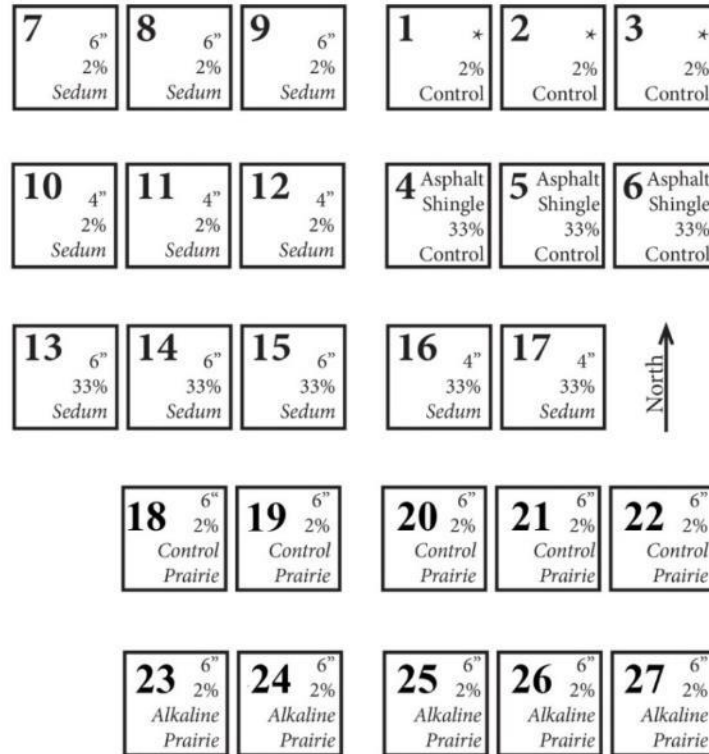 7 6”
2%
Sedum
8 6”
2%
Sedum
9 6”
2%
Sedum
1 *
2%
Control
2 *
2%
Control
3 *
2%
Control
10 4”
2%
Sedum
11 4”
2%
Sedum
12 4”
2%
Sedum
4 Asphalt
Shingle
33%
Control
5 Asphalt
Shingle
33%
Control
6 Asphalt
Shingle
33%
Control
13 6”
33%
Sedum
14 6”
33%
Sedum
15 6”
33%
Sedum
16 4”
33%
Sedum
17 4”
33%
Sedum
North
18 6“
2%
Control
Prairie
19 6”
2%
Control
Prairie
20 6”
2%
Control
Prairie
21 6”
2%
Control
Prairie
22 6”
2%
Control
Prairie
23 6”
2%
Alkaline
Prairie
24 6”
2%
Alkaline
Prairie
25 6”
2%
Alkaline
Prairie
26 6”
2%
Alkaline
Prairie
27 6”
2%
Alkaline
Prairie